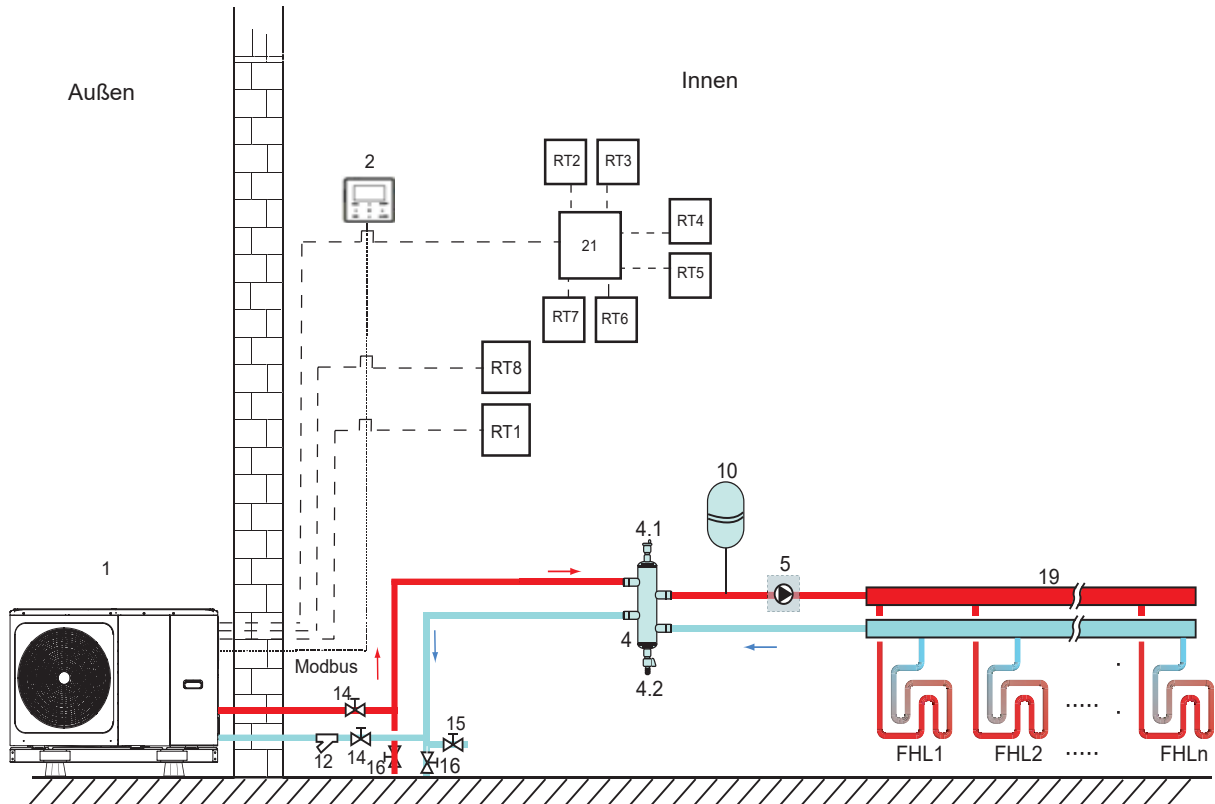 Außen
Innen
2
RT2
RT3
RT4
21
RT5
RT7
RT6
RT8
RT1
10
4.1
1
5
19
4
Modbus
4.2
14
15
12
14
16
16
.....
FHL1
FHL2
.....
FHLn